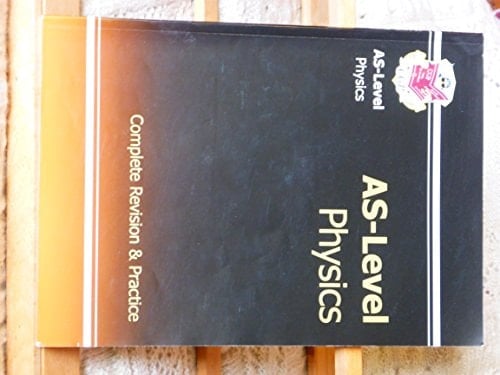 AS-Level
Physics
AS-Level
Physics
Complete Revision & Practice